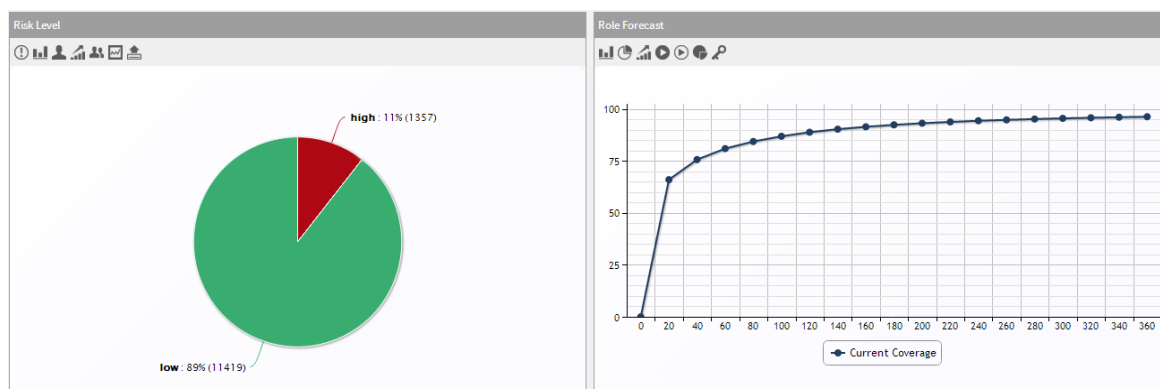 Risk Level
high : 11% (1357)
low : 89% (11419)
Role Forecast
100
75
50
25
0
0 20 40 60 80 100 120 140 160 180 200 220 240 260 280 300 320 340 360
Current Coverage